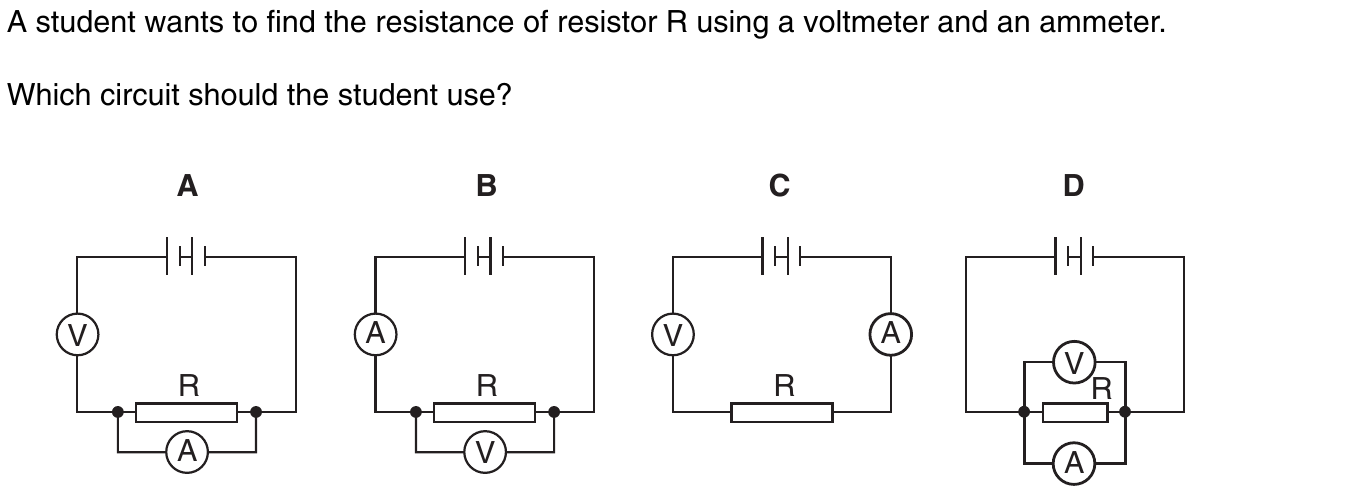 A student wants to find the resistance of resistor R using a voltmeter and an ammeter.
Which circuit should the student use?
A B C D
V A V A V
R R R R
A V A